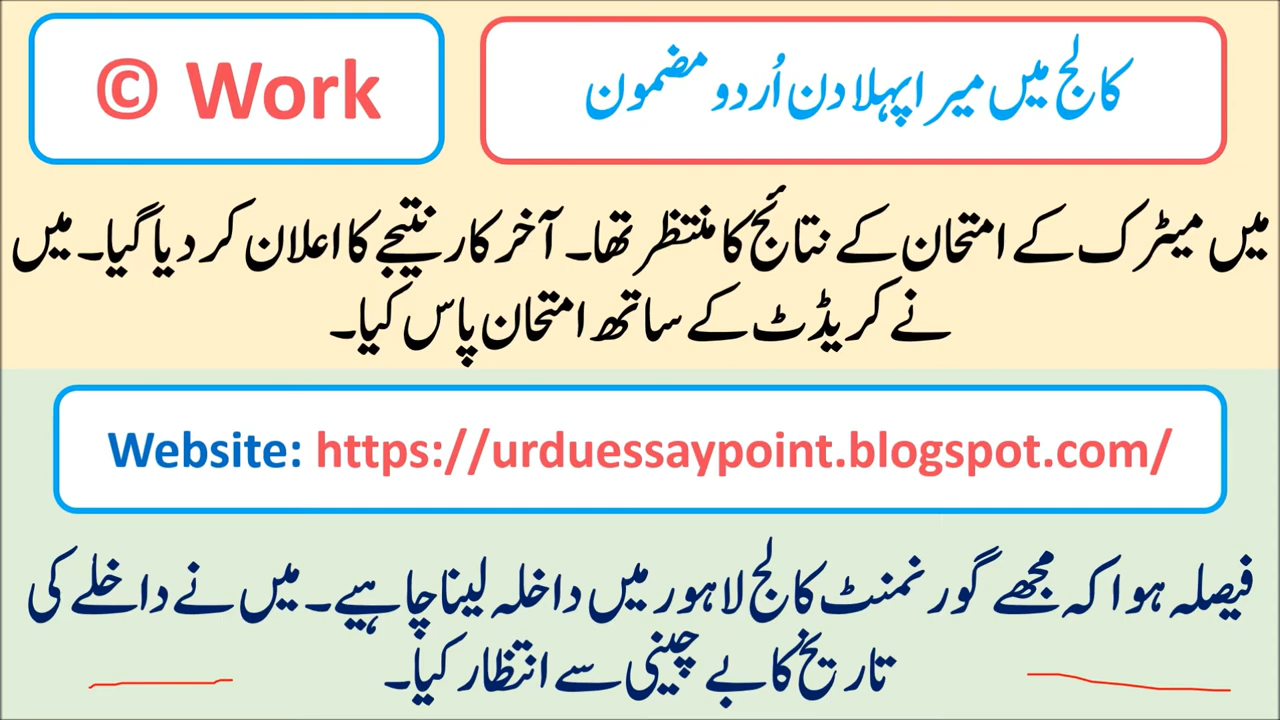 © Work
کالج میں میرا پہلا دن اُردو مضمون
میں میٹرک کے امتحان کے نتائج کا منتظر تھا۔ آخر کار نتیجے کا اعلان کر دیا گیا۔ میں
نے کریڈٹ کے ساتھ امتحان پاس کیا۔
Website: https://urduessaypoint.blogspot.com/
فیصلہ ہوا کہ مجھے گورنمنٹ کالج لاہور میں داخلہ لینا چاہیے۔ میں نے داخلے کی
تاریخ کا بے چینی سے انتظار کیا۔